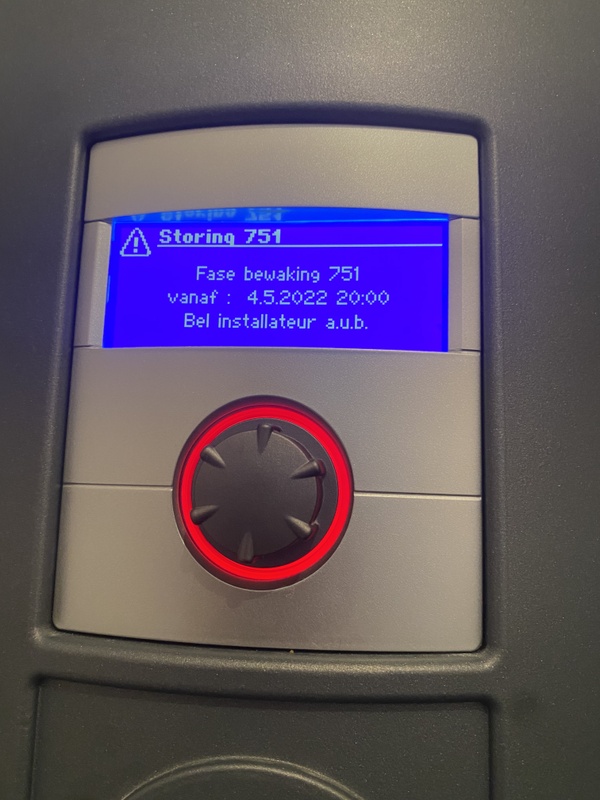 Storing 751
Fase bewaking 751
vanaf : 4.5.2022 20:00
Bel installateur a.u.b.